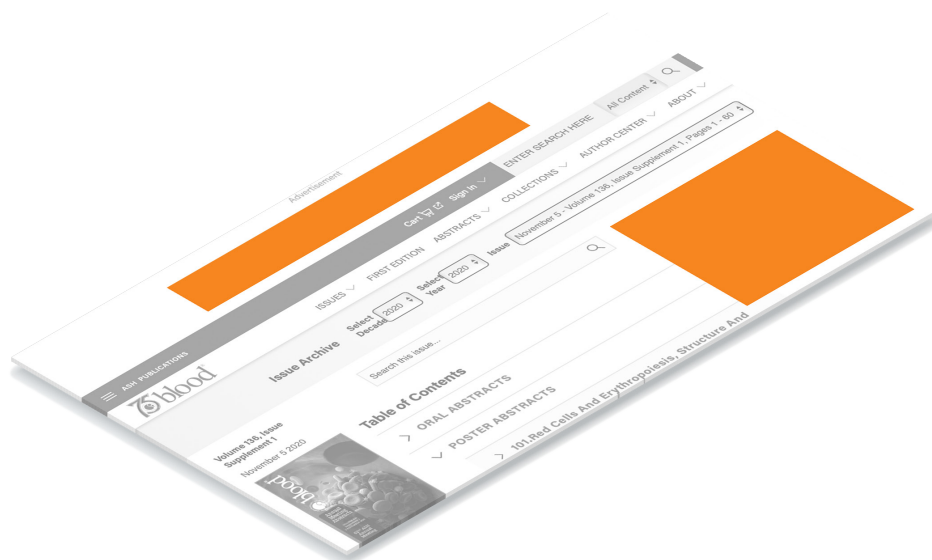 Advertisement
ASH PUBLICATIONS
Cart
Sign In
ENTER SEARCH HERE
All Content
75 blood
ISSUES
FIRST EDITION
ABSTRACTS
COLLECTIONS
AUTHOR CENTER
ABOUT
Issue Archive
Select
Decade
2020
Select
Year
2020
Issue
November 5 - Volume 136, Issue Supplement 1, Pages 1 - 60
Search this issue...
Volume 136, Issue
Supplement 1
November 5 2020
blood
Table of Contents
ORAL ABSTRACTS
POSTER ABSTRACTS
101.Red Cells And Erythropoiesis, Structure And